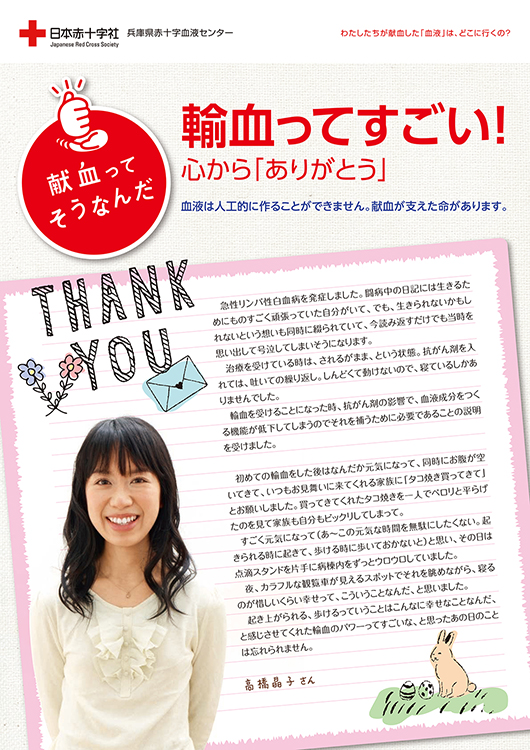 日本赤十字社
Japanese Red Cross Society
兵庫県赤十字血液センター
わたしたちが献血した「血液」は、どこに行くの?
献血って
そうなんだ
輸血ってすごい!
心から「ありがとう」
血液は人工的に作ることができません。献血が支えた命があります。
THANK
YOU
急性リンパ性白血病を発症しました。闘病中の日記には生きるた
めにものすごく頑張っていた自分がいて、でも、生きられないかもし
れないという想いも同時に綴られていて、今読み返すだけでも当時を
思い出して号泣してしまいそうになります。
治療を受けている時は、されるがまま、という状態。抗がん剤を入
れては、吐いての繰り返し。しんどくて動けないので、寝ているしかあ
りませんでした。
輸血を受けることになった時、抗がん剤の影響で、血液成分をつく
る機能が低下してしまうのでそれを補うために必要であることの説明
を受けました。
初めての輸血をした後はなんだか元気になって、同時にお腹が空
いてきて、いつもお見舞いに来てくれる家族に「タコ焼き買ってきて」
とお願いしました。買ってきてくれたタコ焼きを一人でペロリと平らげ
たのを見て家族も自分もビックリしてしまって。
すごく元気になって(あ〜この元気な時間を無駄にしたくない。起
きられる時に起きて、歩ける時に歩いておかないと)と思い、その日は
点滴スタンドを片手に病棟内をずっとウロウロしていました。
夜、カラフルな観覧車が見えるスポットでそれを眺めながら、寝る
のが惜しいくらい幸せって、こういうことなんだ、と思いました。
起き上がれる、歩けるっていうことはこんなに幸せなことなんだ、
と感じさせてくれた輸血のパワーってすごいな、と思ったあの日のこと
は忘れられません。
高橋晶子さん